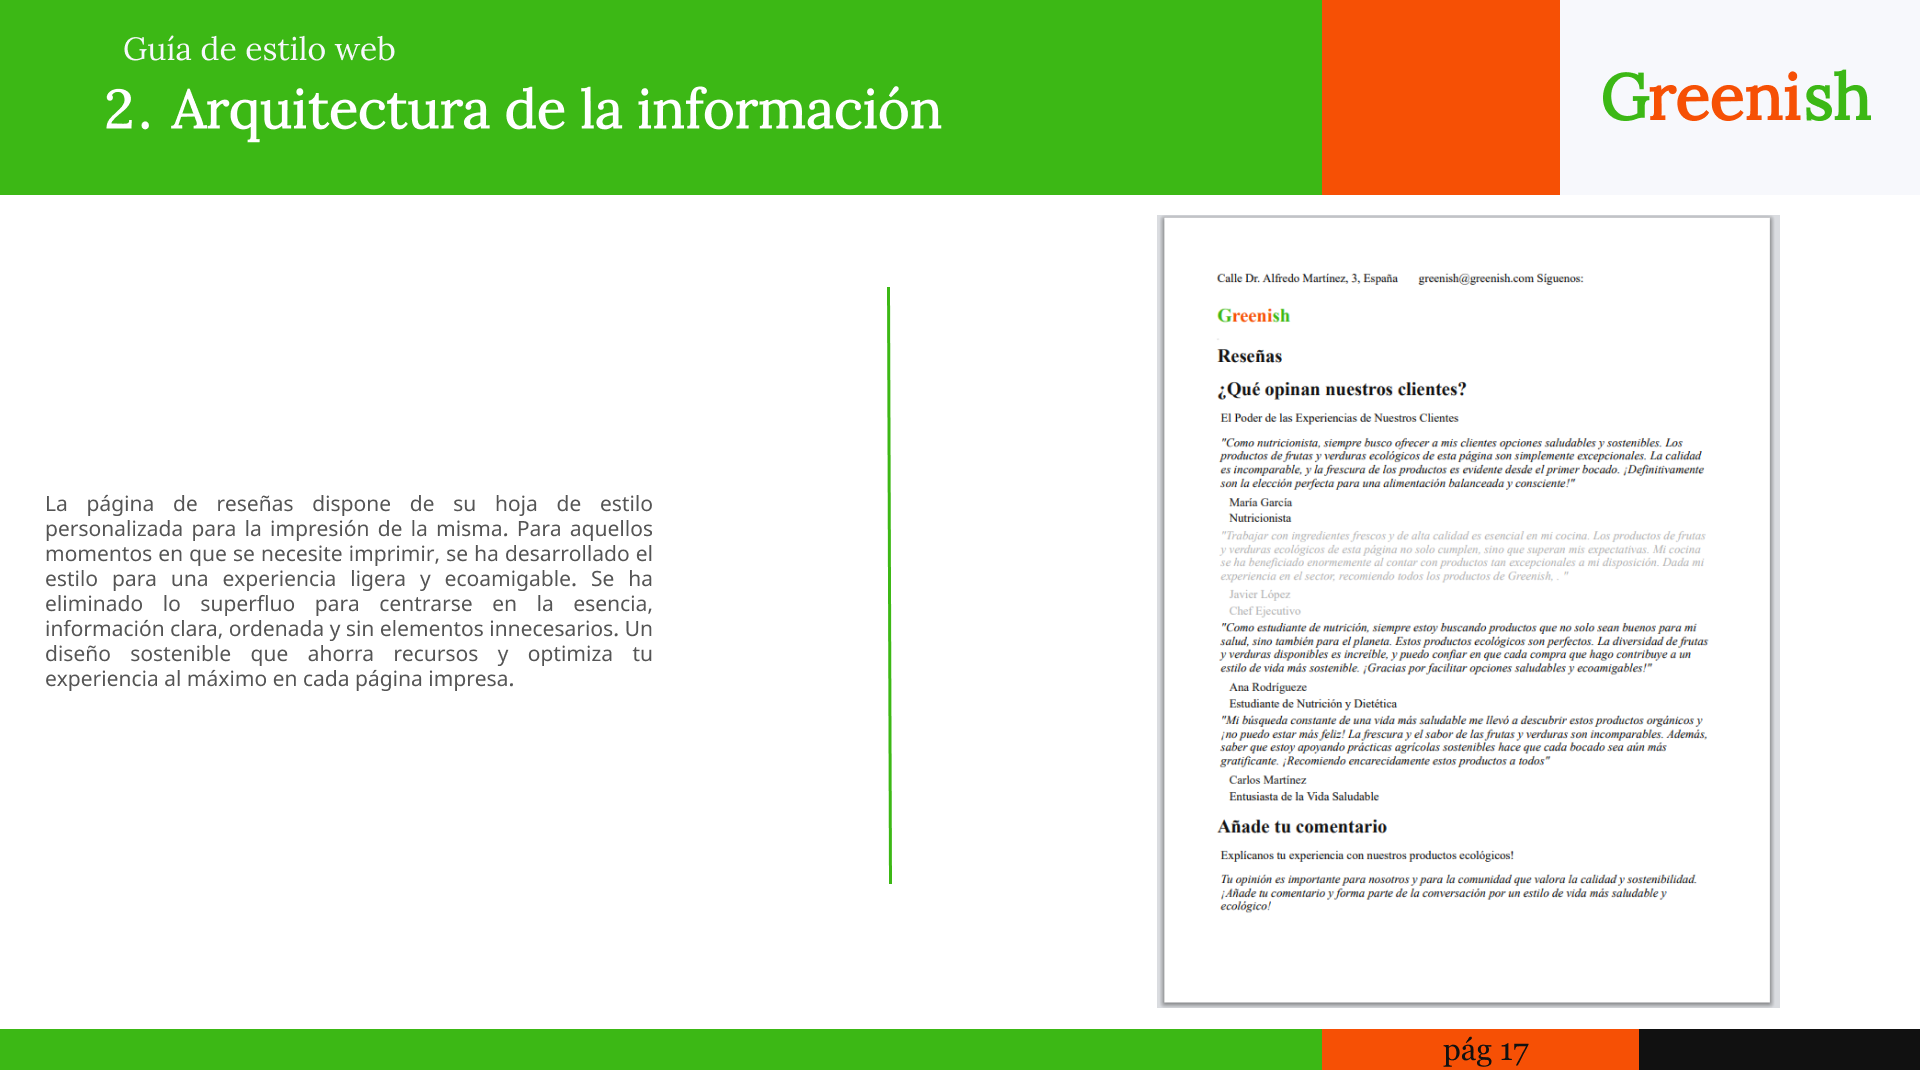 Guía de estilo web
2. Arquitectura de la información
Greenish
La página de reseñas dispone de su hoja de estilo
personalizada para la impresión de la misma. Para aquellos
momentos en que se necesite imprimir, se ha desarrollado el
estilo para una experiencia ligera y ecoamigable. Se ha
eliminado lo superfluo para centrarse en la esencia,
información clara, ordenada y sin elementos innecesarios. Un
diseño sostenible que ahorra recursos y optimiza tu
experiencia al máximo en cada página impresa.
Calle Dr. Alfredo Martínez, 3, España greenish@greenish.com Síguenos:
Greenish
Reseñas
¿Qué opinan nuestros clientes?
El Poder de las Experiencias de Nuestros Clientes
"Como nutricionista, siempre busco ofrecer a mis clientes opciones saludables y sostenibles. Los
productos de frutas y verduras ecológicos de esta página son simplemente excepcionales. La calidad
es incomparable, y la frescura de los productos es evidente desde el primer bocado. ¡Definitivamente
son la elección perfecta para una alimentación balanceada y consciente!"
María García
Nutricionista
"Trabajar con ingredientes frescos y de alta calidad es esencial en mi cocina. Los productos de frutas
y verduras ecológicos de esta página no solo cumplen, sino que superan mis expectativas. Mi cocina
se ha beneficiado enormemente al contar con productos tan excepcionales a mi disposición. Dada mi
experiencia en el sector, recomiendo todos los productos de Greenish, . "
Javier López
Chef Ejecutivo
"Como estudiante de nutrición, siempre estoy buscando productos que no solo sean buenos para mi
salud, sino también para el planeta. Estos productos ecológicos son perfectos. La diversidad de frutas
y verduras disponibles es increíble, y puedo confiar en que cada compra que hago contribuye a un
estilo de vida más sostenible. ¡Gracias por facilitar opciones saludables y ecoamigables!"
Ana Rodrígueze
Estudiante de Nutrición y Dietética
"Mi búsqueda constante de una vida más saludable me llevó a descubrir estos productos orgánicos y
¡no puedo estar más feliz! La frescura y el sabor de las frutas y verduras son incomparables. Además,
saber que estoy apoyando prácticas agrícolas sostenibles hace que cada bocado sea aún más
gratificante. ¡Recomiendo encarecidamente estos productos a todos"
Carlos Martínez
Entusiasta de la Vida Saludable
Añade tu comentario
Explícanos tu experiencia con nuestros productos ecológicos!
Tu opinión es importante para nosotros y para la comunidad que valora la calidad y sostenibilidad.
¡Añade tu comentario y forma parte de la conversación por un estilo de vida más saludable y
ecológico!
pág 17